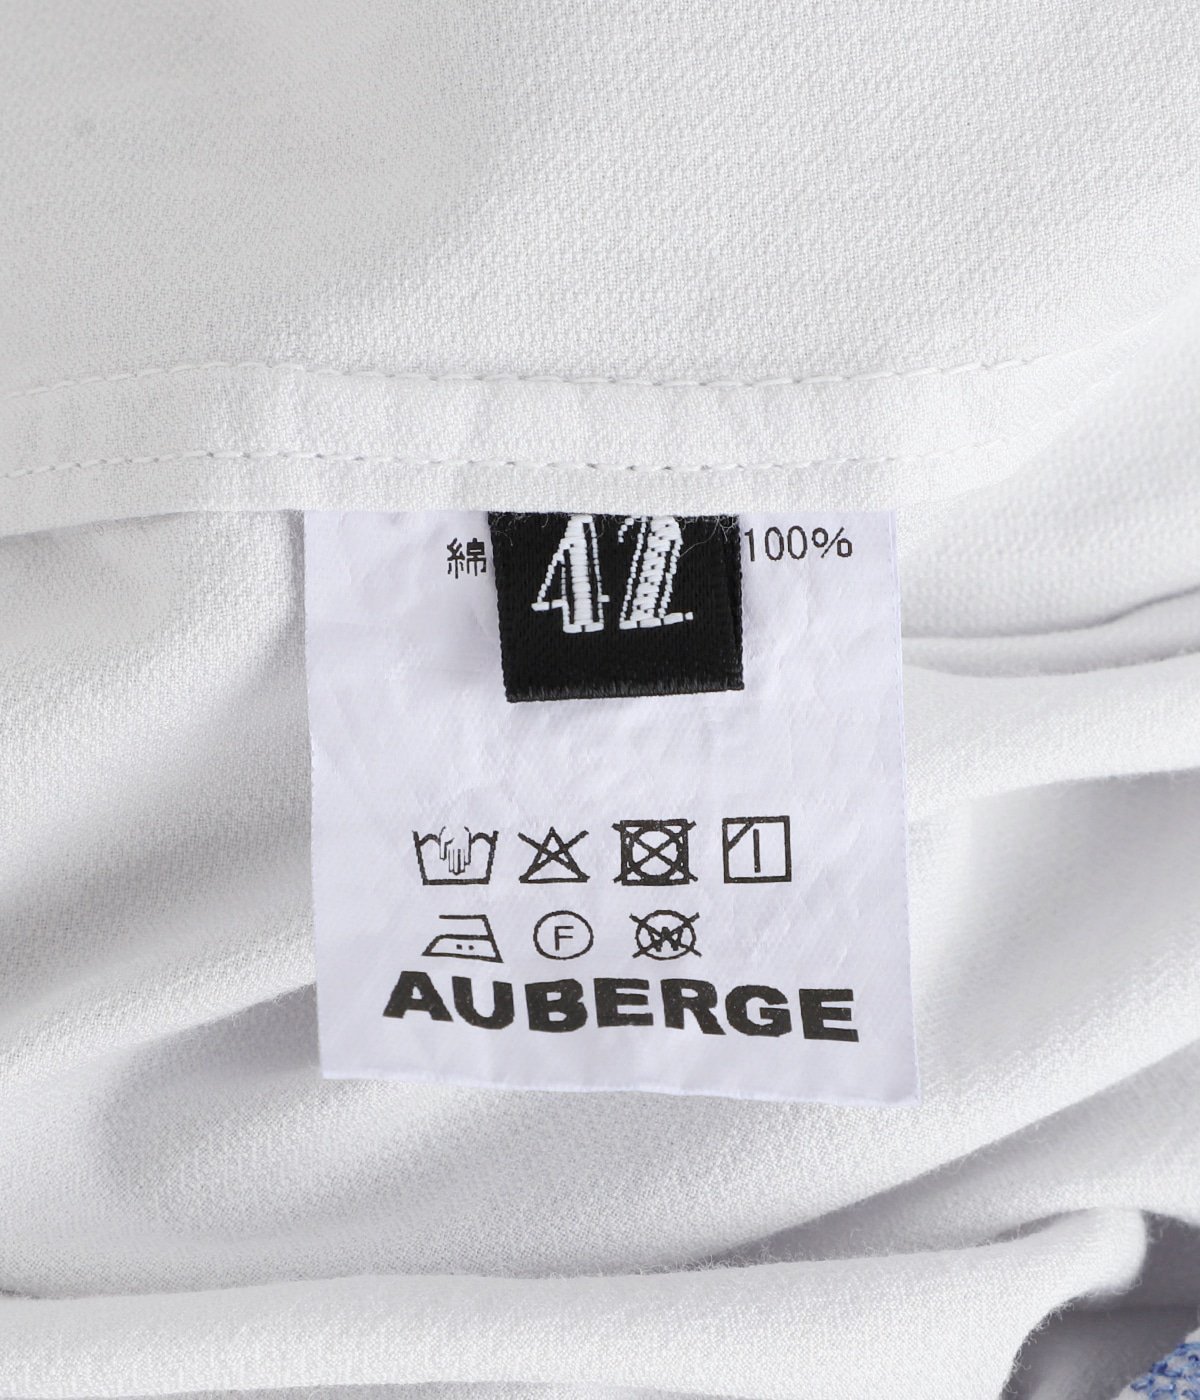 綿 42 100%
F W
AUBERGE